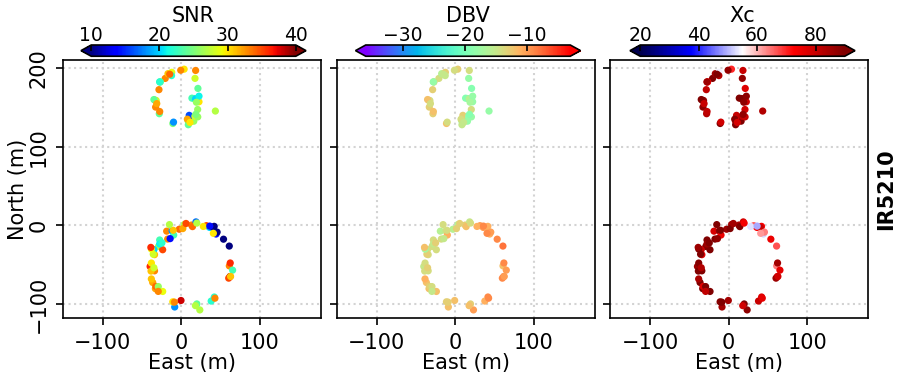 SNR DBV Xc
10 20 30 40 −30 −20 −10 20 40 60 80
200
100
0
−100
North (m)
IR5210
−100 0 100 −100 0 100 −100 0 100
East (m) East (m) East (m)